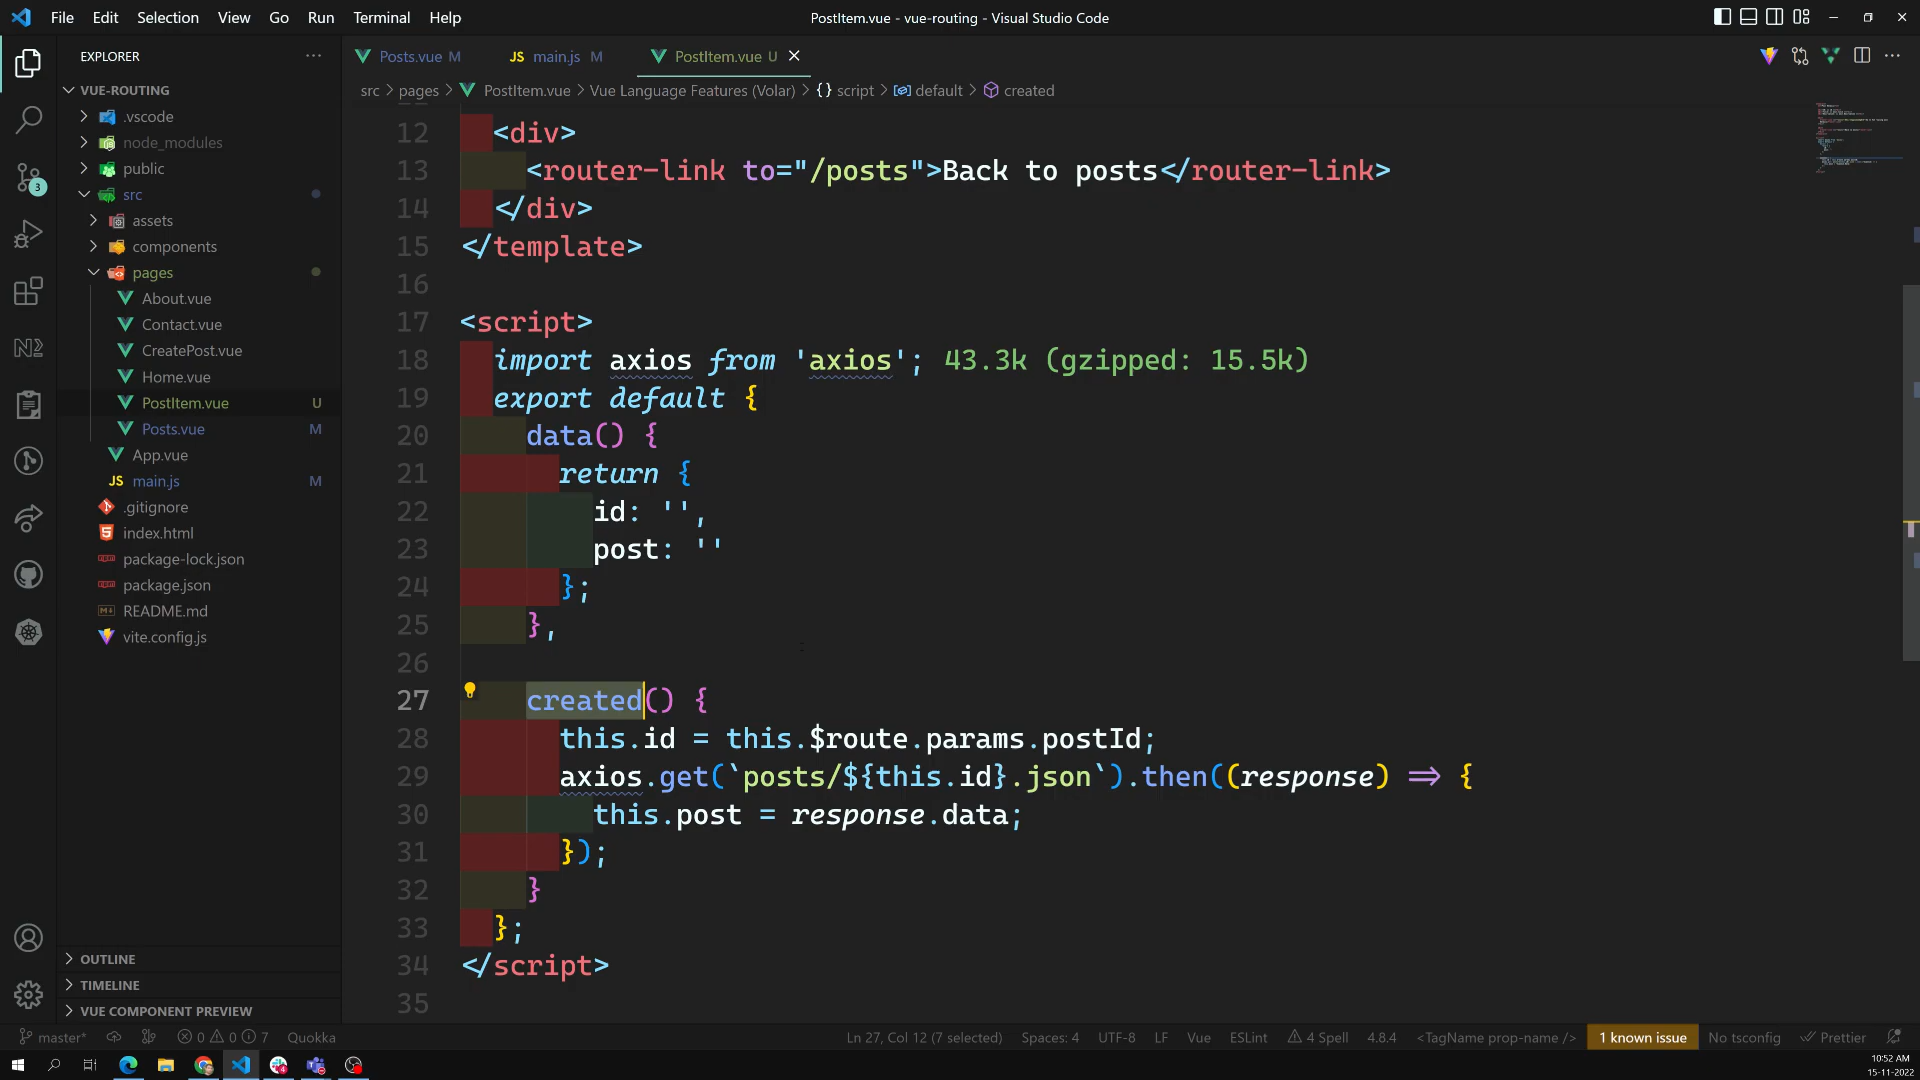 File Edit Selection View Go Run Terminal Help
PostItem.vue - vue-routing - Visual Studio Code
EXPLORER
Posts.vue M
JS main.js M
PostItem.vue U
VUE-ROUTING
src > pages > PostItem.vue > Vue Language Features (Volar) > {} script > default > created
.vscode
node_modules
public
src
assets
components
pages
About.vue
Contact.vue
CreatePost.vue
Home.vue
PostItem.vue U
Posts.vue M
App.vue
JS main.js M
.gitignore
index.html
package-lock.json
package.json
README.md
vite.config.js
OUTLINE
TIMELINE
VUE COMPONENT PREVIEW
3
12 <div>
13 <router-link to="/posts">Back to posts</router-link>
14 </div>
15 </template>
16
17 <script>
18 import axios from 'axios'; 43.3k (gzipped: 15.5k)
19 export default {
20 data() {
21 return {
22 id: '',
23 post: ''
24 };
25 },
26
27 created() {
28 this.id = this.$route.params.postId;
29 axios.get(`posts/${this.id}.json`).then((response) => {
30 this.post = response.data;
31 });
32 }
33 };
34 </script>
35
master* 0 0 7 Quokka
Ln 27, Col 12 (7 selected) Spaces: 4 UTF-8 LF Vue ESLint 4 Spell 4.8.4 <TagName prop-name /> 1 known issue No tsconfig Prettier
10:52 AM
15-11-2022